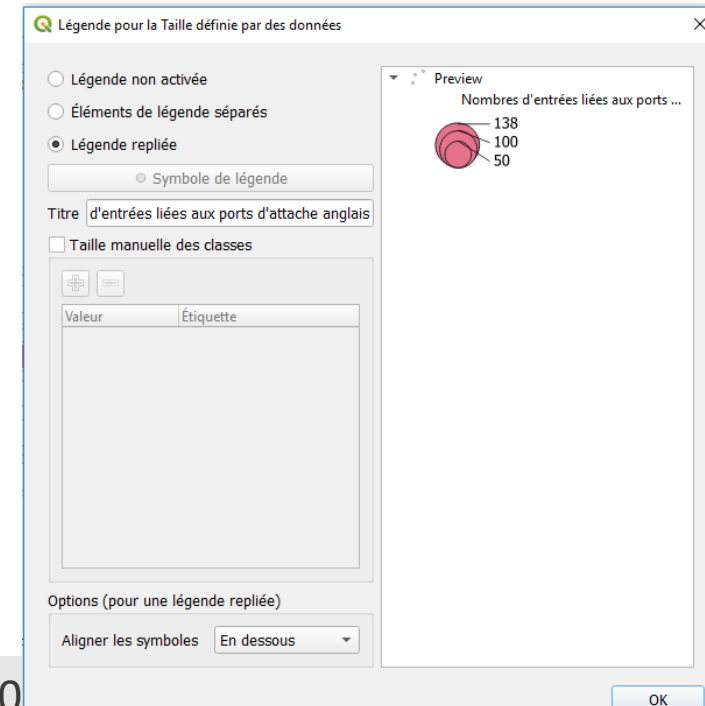 Légende pour la Taille définie par des données
Légende non activée
Éléments de légende séparés
Légende repliée
Symbole de légende
Titre d'entrées liées aux ports d'attache anglais
Taille manuelle des classes
Valeur Étiquette
Options (pour une légende repliée)
Aligner les symboles En dessous
Preview
Nombres d'entrées liées aux ports ...
138
100
50
OK
0